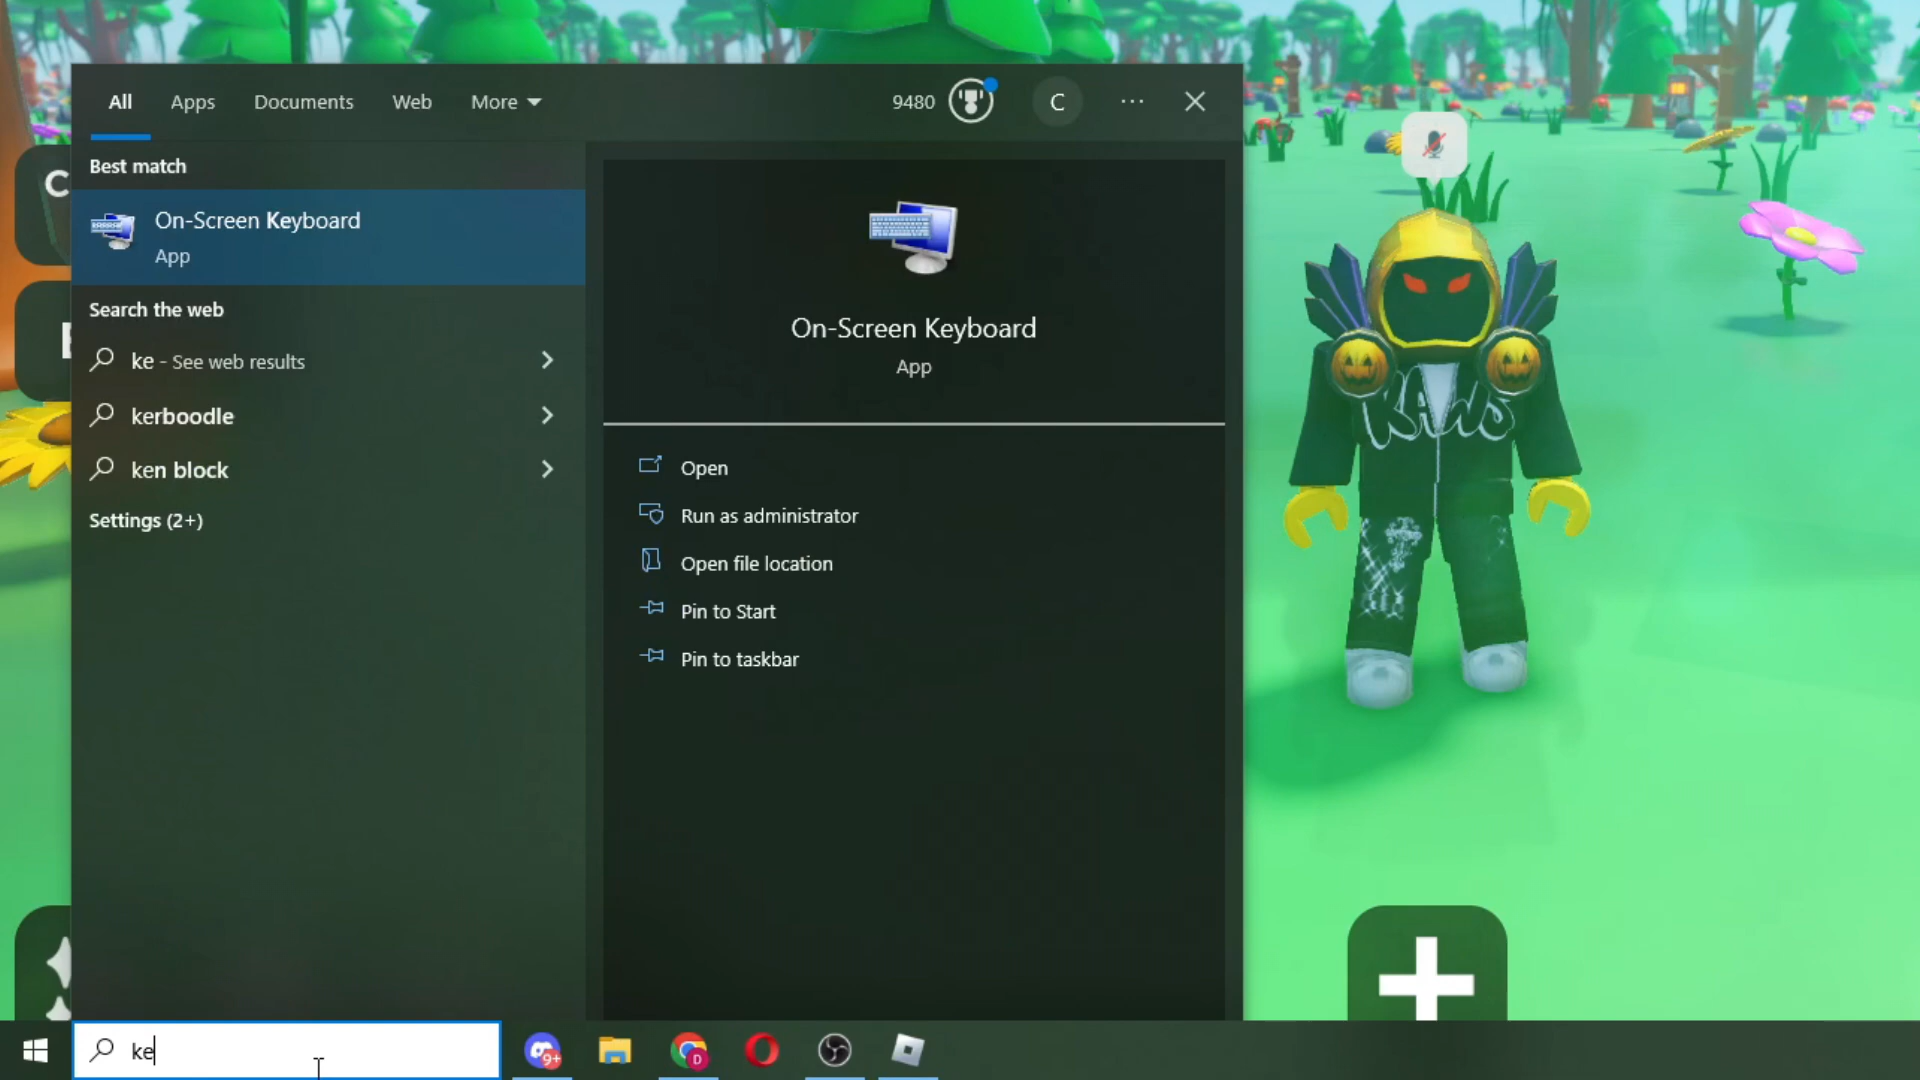 All
Apps
Documents
Web
More
9480
C
Best match
On-Screen Keyboard
App
Search the web
ke - See web results
kerboodle
ken block
Settings (2+)
On-Screen Keyboard
App
Open
Run as administrator
Open file location
Pin to Start
Pin to taskbar
KAWS
ke
9+
D